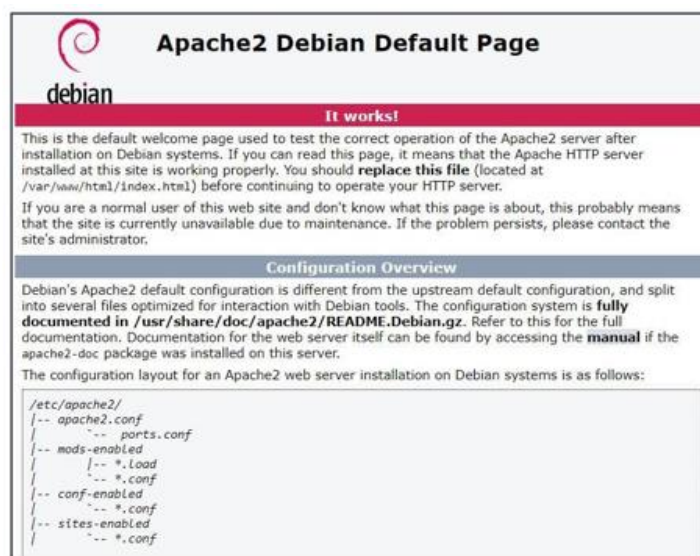 Apache2 Debian Default Page
debian
It works!
This is the default welcome page used to test the correct operation of the Apache2 server after
installation on Debian systems. If you can read this page, it means that the Apache HTTP server
installed at this site is working properly. You should replace this file (located at
/var/www/html/index.html) before continuing to operate your HTTP server.
If you are a normal user of this web site and don't know what this page is about, this probably means
that the site is currently unavailable due to maintenance. If the problem persists, please contact the
site's administrator.
Configuration Overview
Debian's Apache2 default configuration is different from the upstream default configuration, and split
into several files optimized for interaction with Debian tools. The configuration system is fully
documented in /usr/share/doc/apache2/README.Debian.gz. Refer to this for the full
documentation. Documentation for the web server itself can be found by accessing the manual if the
apache2-doc package was installed on this server.
The configuration layout for an Apache2 web server installation on Debian systems is as follows:
/etc/apache2/
|-- apache2.conf
|       `--  ports.conf
|-- mods-enabled
|       |-- *.load
|       `-- *.conf
|-- conf-enabled
|       `-- *.conf
|-- sites-enabled
|       `-- *.conf